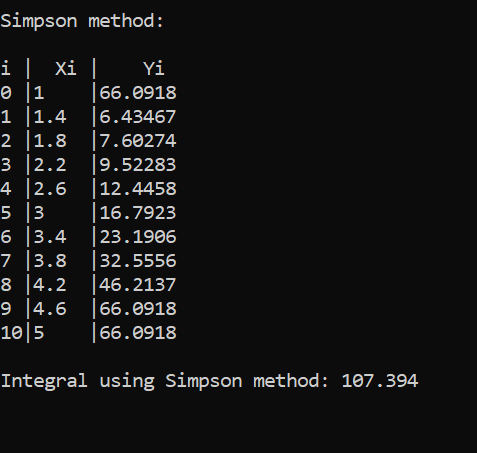 Simpson method:
i |  Xi |    Yi
0 |1    |66.0918
1 |1.4  |6.43467
2 |1.8  |7.60274
3 |2.2  |9.52283
4 |2.6  |12.4458
5 |3    |16.7923
6 |3.4  |23.1906
7 |3.8  |32.5556
8 |4.2  |46.2137
9 |4.6  |66.0918
10|5    |66.0918
Integral using Simpson method: 107.394